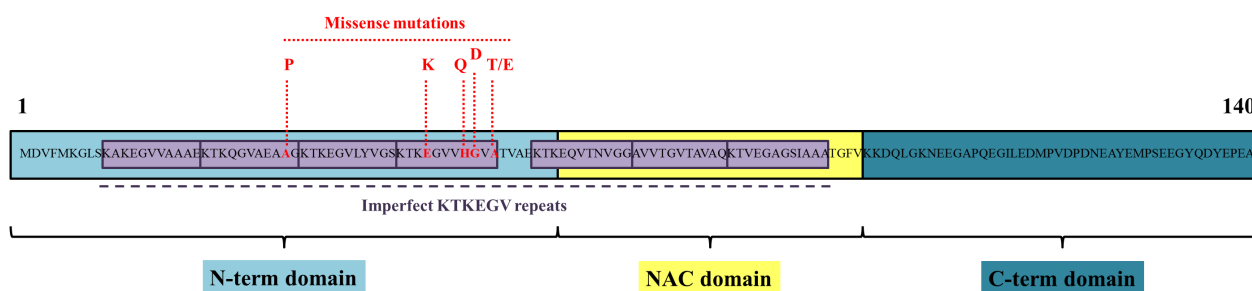 Missense mutations
D
P K Q T/E
1 140
MDVFMKGLSKAKEGVVAAAEKTKQGVAEAAGKTKEGVLYVGSKTKEGVVHGVATVAEKTKEQVTNVGGAVVTGVTAVAQKTVEGAGSIAAATGFVKKDQLGKNEEGAPQEGILEDMPVDPDNEAYEMPSEEGYQDYEPEA
Imperfect KTKEGV repeats
N-term domain NAC domain C-term domain